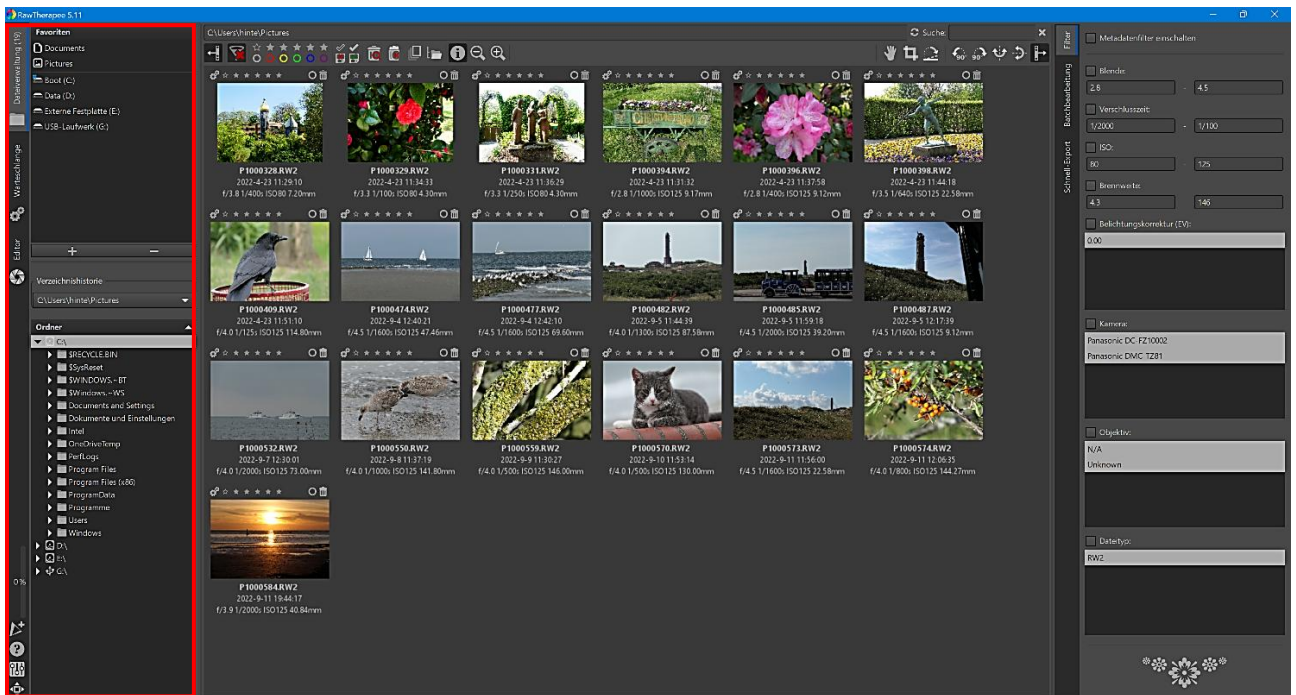 RawTherapee 5.11
Dateiverwaltung (19)
Warteschlange
Editor
0%
Favoriten
Documents
Pictures
Boot (C:)
Data (D:)
Externe Festplatte (E:)
USB-Laufwerk (G:)
Verzeichnishistorie
C:\Users\hinte\Pictures
Ordner
C:\
$RECYCLE.BIN
$SysReset
$WINDOWS.~BT
$Windows.~WS
Documents and Settings
Dokumente und Einstellungen
Intel
OneDriveTemp
PerfLogs
Program Files
Program Files (x86)
ProgramData
Programme
Users
Windows
D:\
E:\
G:\
C:\Users\hinte\Pictures
Suche:
90°
90°
P1000328.RW2
2022-4-23 11:29:10
f/3.8 1/400s ISO80 7.20mm
P1000329.RW2
2022-4-23 11:34:33
f/3.3 1/100s ISO80 4.30mm
P1000331.RW2
2022-4-23 11:36:29
f/3.3 1/250s ISO80 4.30mm
P1000394.RW2
2022-4-23 11:31:32
f/2.8 1/1000s ISO125 9.17mm
P1000396.RW2
2022-4-23 11:37:58
f/2.8 1/400s ISO125 9.12mm
P1000398.RW2
2022-4-23 11:44:18
f/3.5 1/640s ISO125 22.58mm
P1000409.RW2
2022-4-23 11:51:10
f/4.0 1/125s ISO125 114.80mm
P1000474.RW2
2022-9-4 12:40:21
f/4.5 1/1600s ISO125 47.46mm
P1000477.RW2
2022-9-4 12:42:10
f/4.5 1/1600s ISO125 69.60mm
P1000482.RW2
2022-9-5 11:44:39
f/4.0 1/1300s ISO125 87.58mm
P1000485.RW2
2022-9-5 11:59:18
f/4.5 1/2000s ISO125 39.20mm
P1000487.RW2
2022-9-5 12:17:39
f/4.5 1/1600s ISO125 9.12mm
P1000532.RW2
2022-9-7 12:30:01
f/4.0 1/2000s ISO125 73.00mm
P1000550.RW2
2022-9-8 11:37:19
f/4.0 1/1000s ISO125 141.80mm
P1000559.RW2
2022-9-9 11:30:27
f/4.0 1/500s ISO125 146.00mm
P1000570.RW2
2022-9-10 11:53:14
f/4.0 1/500s ISO125 130.00mm
P1000573.RW2
2022-9-11 11:56:00
f/4.5 1/1600s ISO125 22.58mm
P1000574.RW2
2022-9-11 12:06:35
f/4.0 1/800s ISO125 144.27mm
P1000584.RW2
2022-9-11 19:44:17
f/3.9 1/2000s ISO125 40.84mm
Filter
Batchbearbeitung
Schnell-Export
Metadatenfilter einschalten
Blende:
2.8 - 4.5
Verschlusszeit:
1/2000 - 1/100
ISO:
80 - 125
Brennweite:
4.3 - 146
Belichtungskorrektur (EV):
0.00
Kamera:
Panasonic DC-FZ10002
Panasonic DMC-TZ81
Objektiv:
N/A
Unknown
Dateityp:
RW2